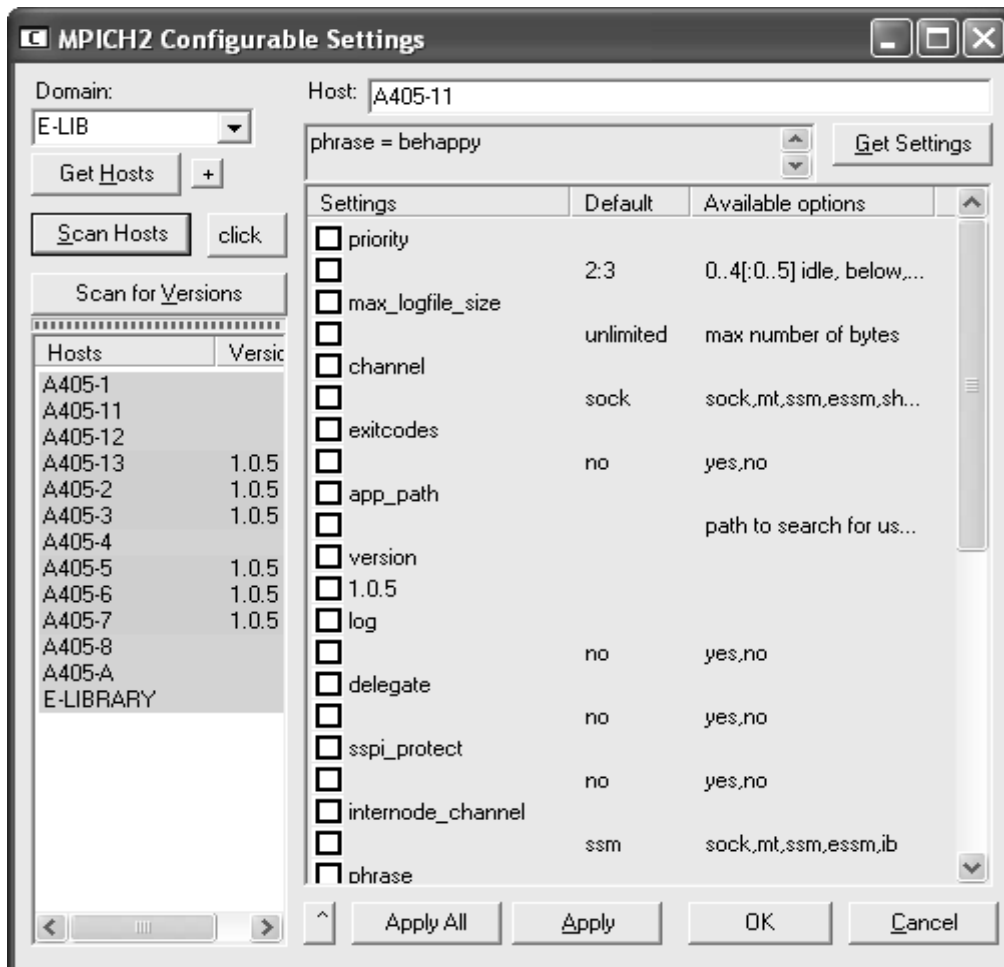 MPICH2 Configurable Settings
Domain:
E-LIB
Get Hosts
+
Scan Hosts
click
Scan for Versions
Hosts Versic
A405-1
A405-11
A405-12
A405-13 1.0.5
A405-2 1.0.5
A405-3 1.0.5
A405-4
A405-5 1.0.5
A405-6 1.0.5
A405-7 1.0.5
A405-8
A405-A
E-LIBRARY
Host: A405-11
phrase = behappy
Get Settings
Settings Default Available options
priority
2:3 0..4[:0..5] idle, below,...
max_logfile_size
unlimited max number of bytes
channel
sock sock,mt,ssm,essm,sh...
exitcodes
no yes,no
app_path
path to search for us...
version
1.0.5
log
no yes,no
delegate
no yes,no
sspi_protect
no yes,no
internode_channel
ssm sock,mt,ssm,essm,ib
phrase
^ Apply All Apply OK Cancel